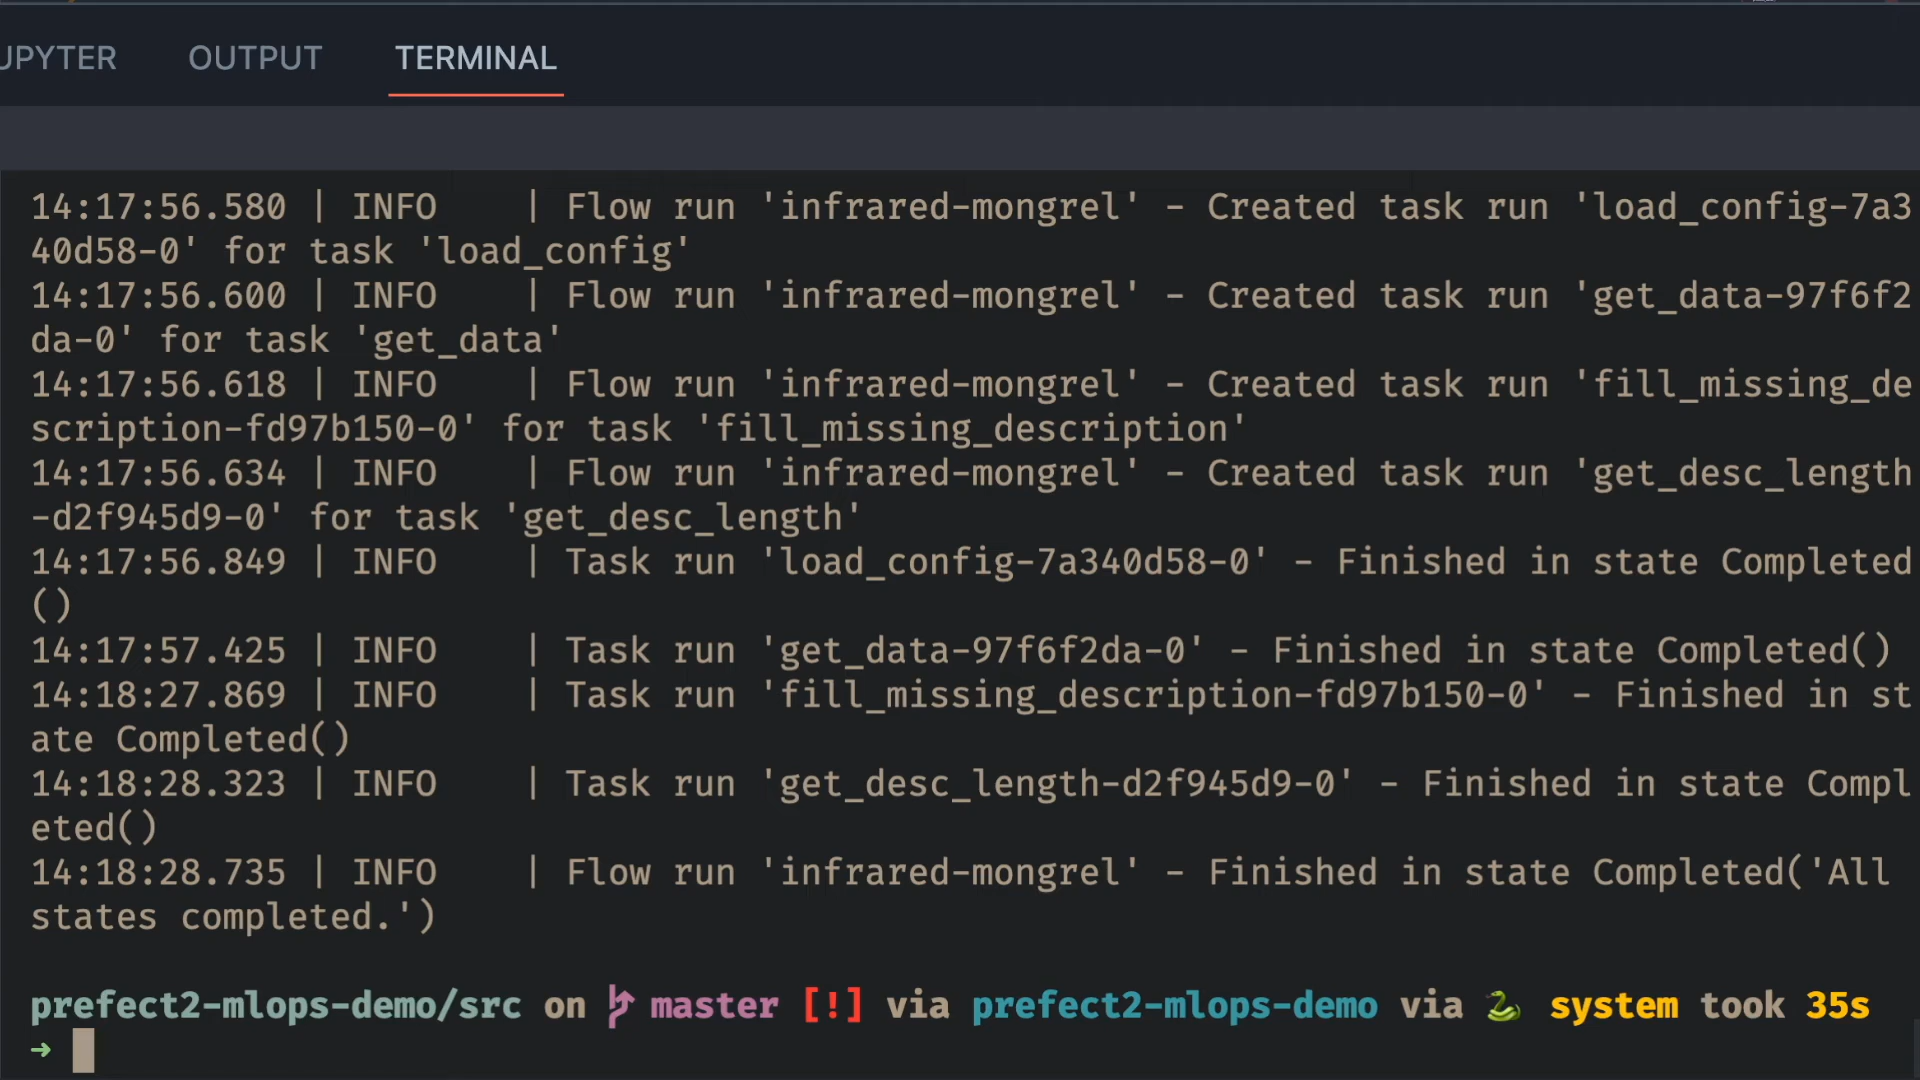 UPYTER OUTPUT TERMINAL
14:17:56.580 | INFO    | Flow run 'infrared-mongrel' - Created task run 'load_config-7a3
40d58-0' for task 'load_config'
14:17:56.600 | INFO    | Flow run 'infrared-mongrel' - Created task run 'get_data-97f6f2
da-0' for task 'get_data'
14:17:56.618 | INFO    | Flow run 'infrared-mongrel' - Created task run 'fill_missing_de
scription-fd97b150-0' for task 'fill_missing_description'
14:17:56.634 | INFO    | Flow run 'infrared-mongrel' - Created task run 'get_desc_length
-d2f945d9-0' for task 'get_desc_length'
14:17:56.849 | INFO    | Task run 'load_config-7a340d58-0' - Finished in state Completed
()
14:17:57.425 | INFO    | Task run 'get_data-97f6f2da-0' - Finished in state Completed()
14:18:27.869 | INFO    | Task run 'fill_missing_description-fd97b150-0' - Finished in st
ate Completed()
14:18:28.323 | INFO    | Task run 'get_desc_length-d2f945d9-0' - Finished in state Compl
eted()
14:18:28.735 | INFO    | Flow run 'infrared-mongrel' - Finished in state Completed('All
states completed.')
prefect2-mlops-demo/src on master [!] via prefect2-mlops-demo via 🐍 system took 35s
➜